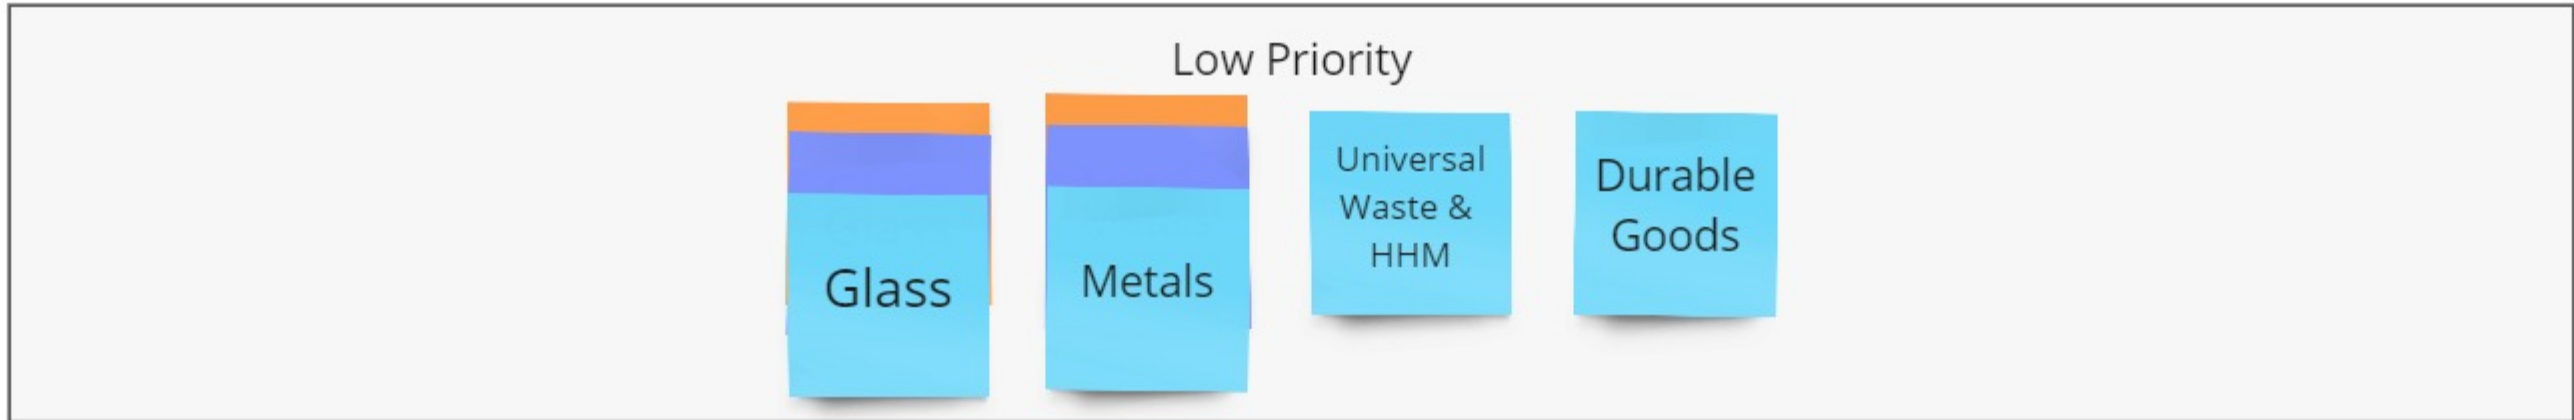 Low Priority
Glass
Metals
Universal
Waste &
HHM
Durable
Goods